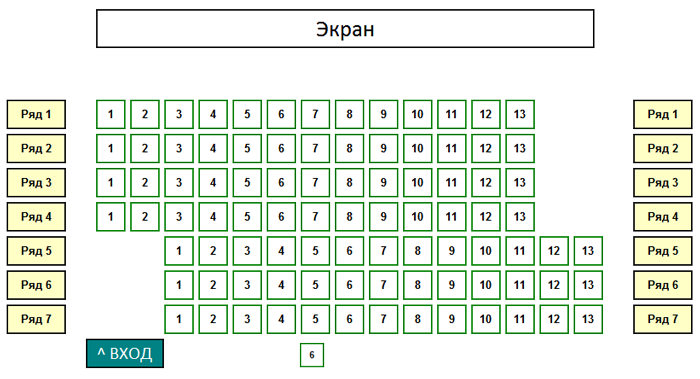 Экран
Ряд 1 1 2 3 4 5 6 7 8 9 10 11 12 13 Ряд 1
Ряд 2 1 2 3 4 5 6 7 8 9 10 11 12 13 Ряд 2
Ряд 3 1 2 3 4 5 6 7 8 9 10 11 12 13 Ряд 3
Ряд 4 1 2 3 4 5 6 7 8 9 10 11 12 13 Ряд 4
Ряд 5 1 2 3 4 5 6 7 8 9 10 11 12 13 Ряд 5
Ряд 6 1 2 3 4 5 6 7 8 9 10 11 12 13 Ряд 6
Ряд 7 1 2 3 4 5 6 7 8 9 10 11 12 13 Ряд 7
^ ВХОД 6